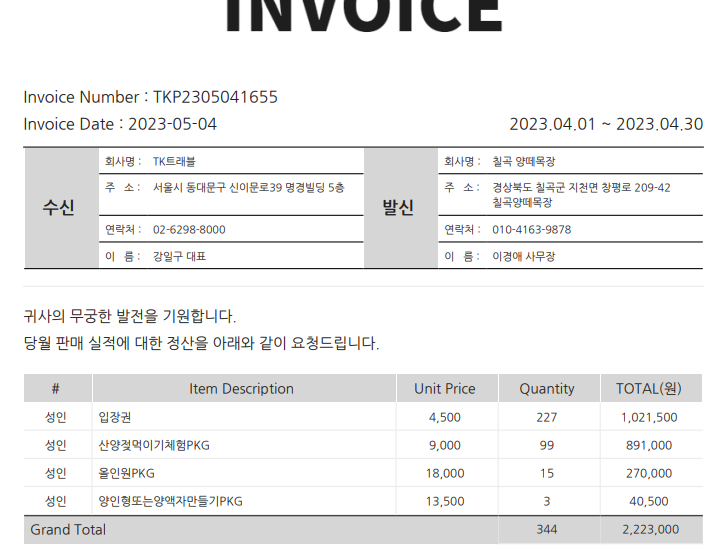 INVOICE
Invoice Number : TKP2305041655
Invoice Date : 2023-05-04
2023.04.01 ~ 2023.04.30
수신
회사명 : TK트래블
주 소 : 서울시 동대문구 신이문로39 명경빌딩 5층
연락처 : 02-6298-8000
이 름 : 강일구 대표
발신
회사명 : 칠곡 양떼목장
주 소 : 경상북도 칠곡군 지천면 창평로 209-42
칠곡양떼목장
연락처 : 010-4163-9878
이 름 : 이경애 사무장
귀사의 무궁한 발전을 기원합니다.
당월 판매 실적에 대한 정산을 아래와 같이 요청드립니다.
# Item Description Unit Price Quantity TOTAL(원)
성인 입장권 4,500 227 1,021,500
성인 산양젖먹이기체험PKG 9,000 99 891,000
성인 올인원PKG 18,000 15 270,000
성인 양인형또는양액자만들기PKG 13,500 3 40,500
Grand Total 344 2,223,000